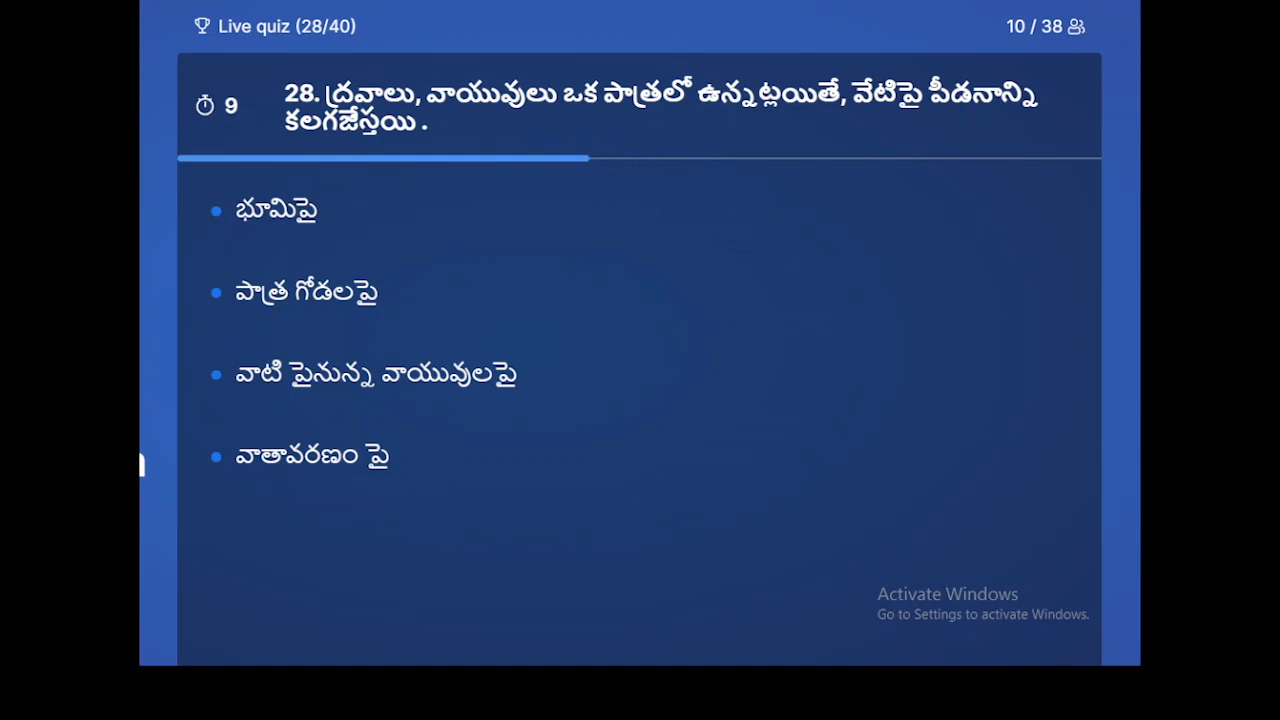 Live quiz (28/40)
10 / 38
9
28. ద్రవాలు, వాయువులు ఒక పాత్రలో ఉన్నట్లయితే, వేటిపై పీడనాన్ని
కలగజేస్తయి .
భూమిపై
పాత్ర గోడలపై
వాటి పైనున్న వాయువులపై
వాతావరణం పై
Activate Windows
Go to Settings to activate Windows.